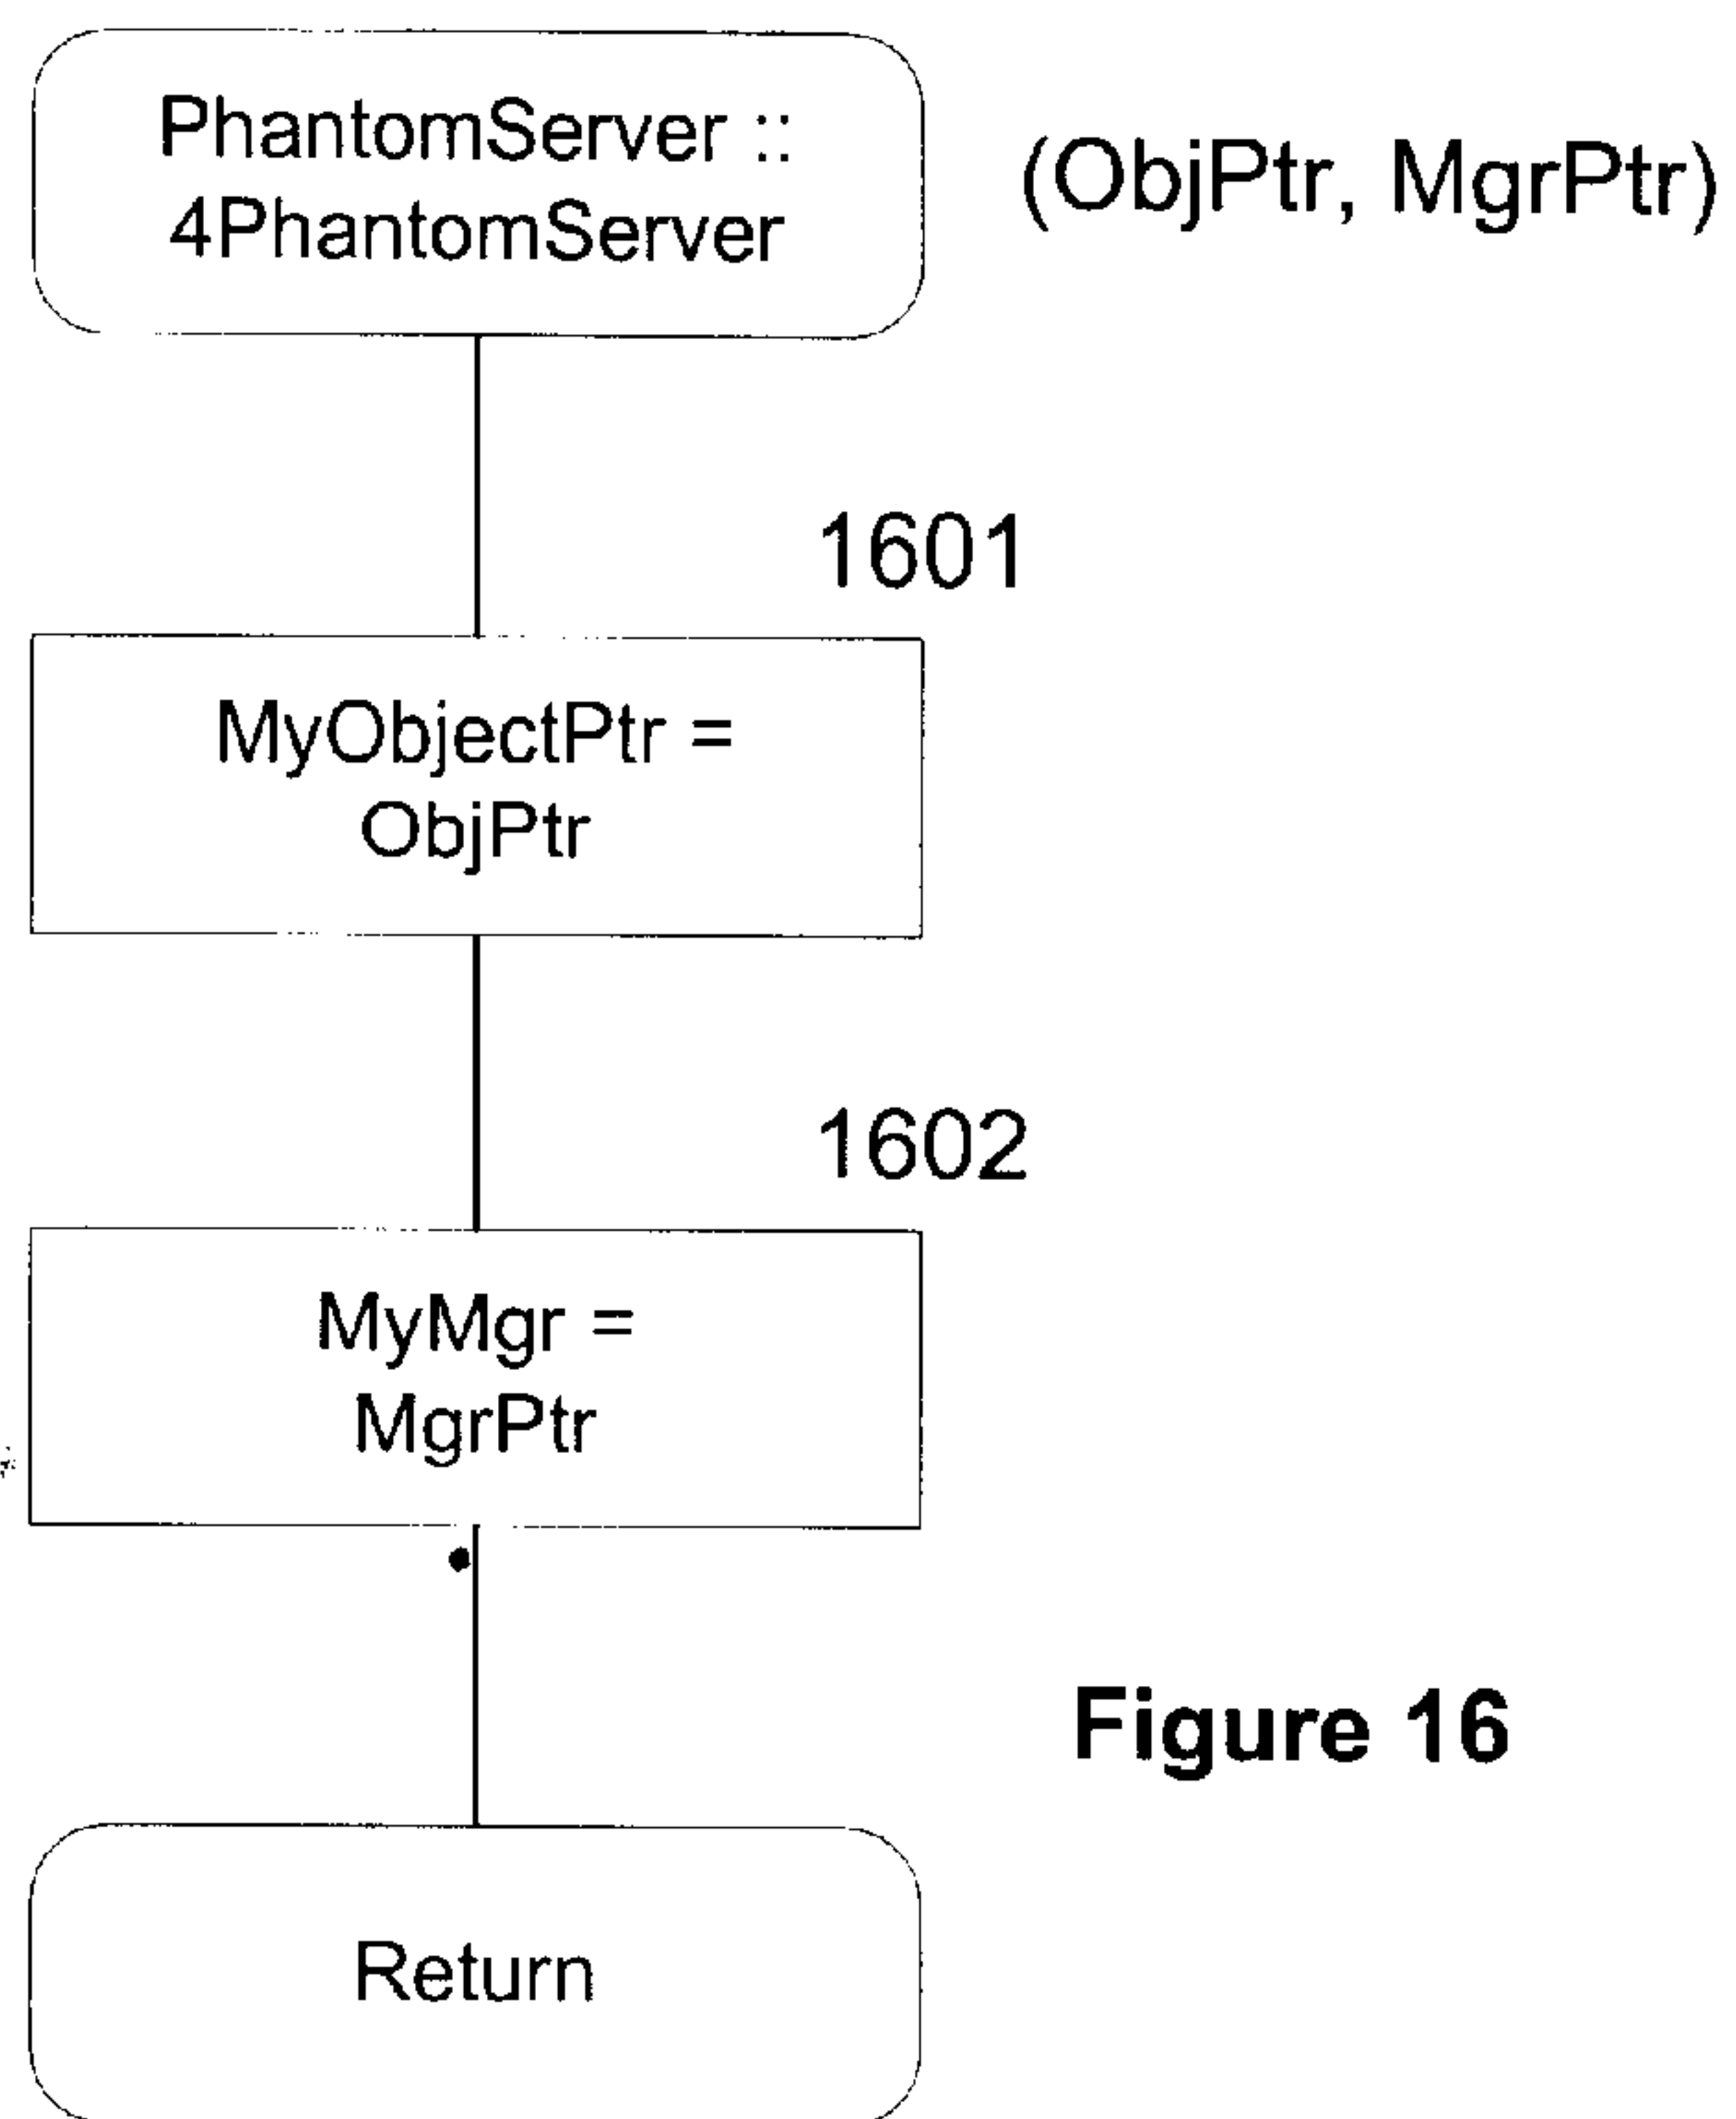 PhantomServer ::
4PhantomServer
(ObjPtr, MgrPtr)
1601
MyObjectPtr =
ObjPtr
1602
MyMgr =
MgrPtr
Figure 16
Return